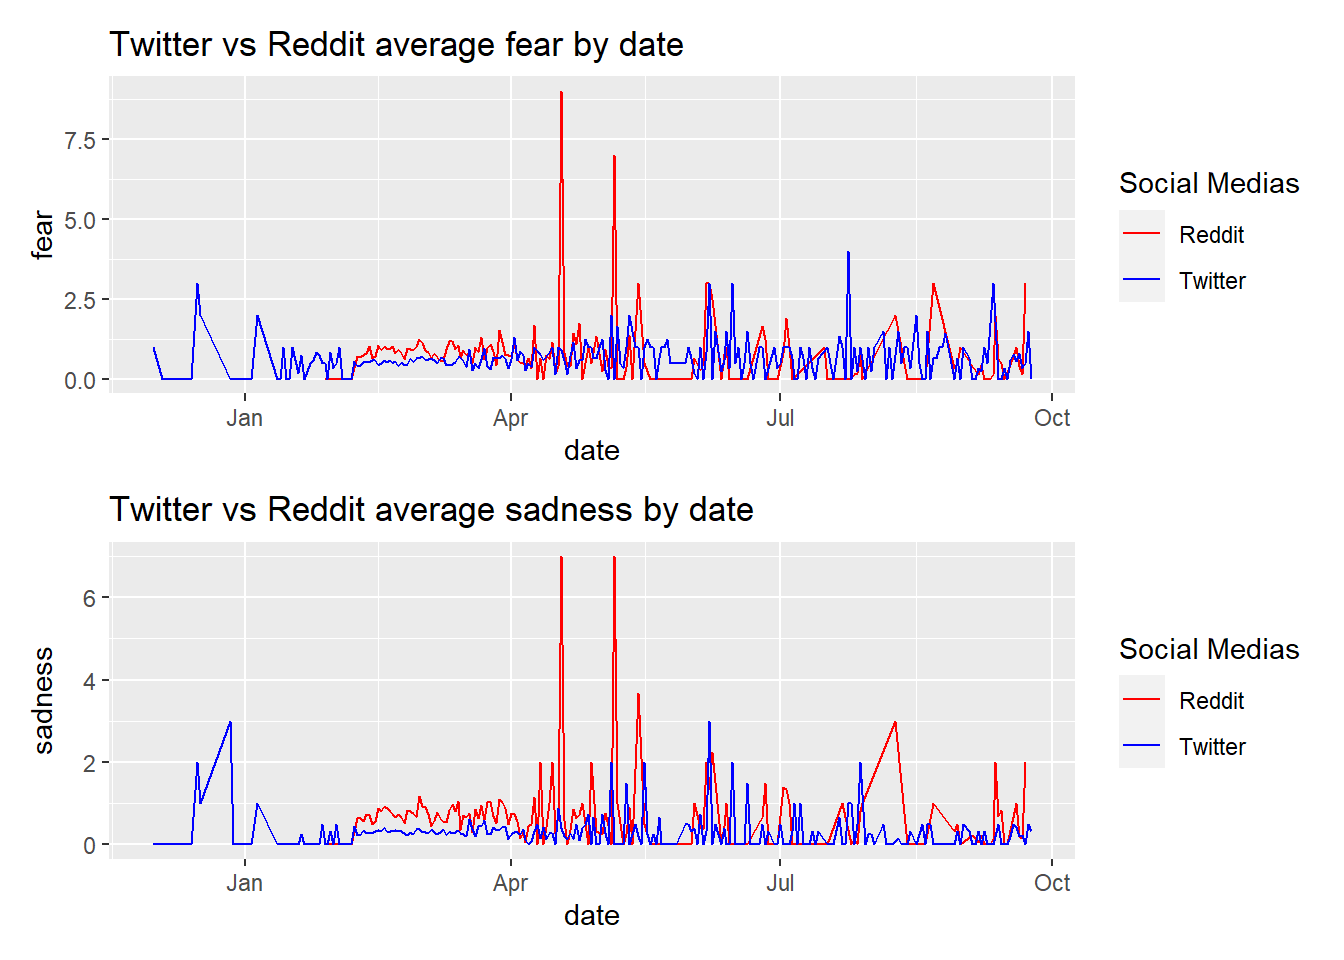 Twitter vs Reddit average fear by date
7.5
5.0
2.5
0.0
fear
Jan Apr Jul Oct
date
Social Medias
Reddit
Twitter
Twitter vs Reddit average sadness by date
6
4
2
0
sadness
Jan Apr Jul Oct
date
Social Medias
Reddit
Twitter